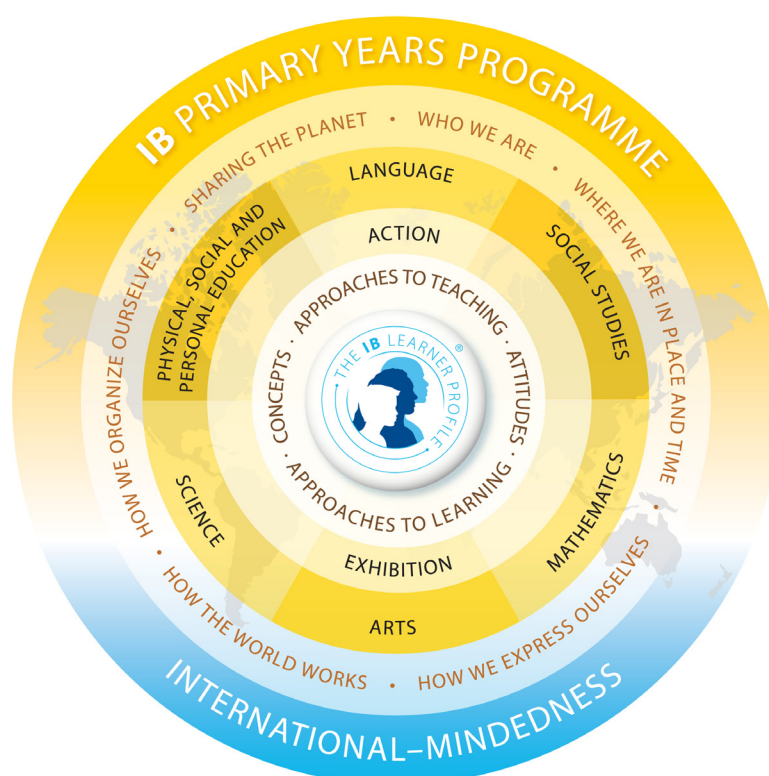 IB PRIMARY YEARS PROGRAMME
SHARING THE PLANET • WHO WE ARE • WHERE WE ARE IN PLACE AND TIME • HOW WE EXPRESS OURSELVES • HOW THE WORLD WORKS • HOW WE ORGANIZE OURSELVES •
LANGUAGE
SOCIAL STUDIES
MATHEMATICS
ARTS
SCIENCE
PHYSICAL, SOCIAL AND
PERSONAL EDUCATION
ACTION
EXHIBITION
APPROACHES TO TEACHING · ATTITUDES · APPROACHES TO LEARNING · CONCEPTS ·
• THE IB LEARNER PROFILE • ®
INTERNATIONAL–MINDEDNESS